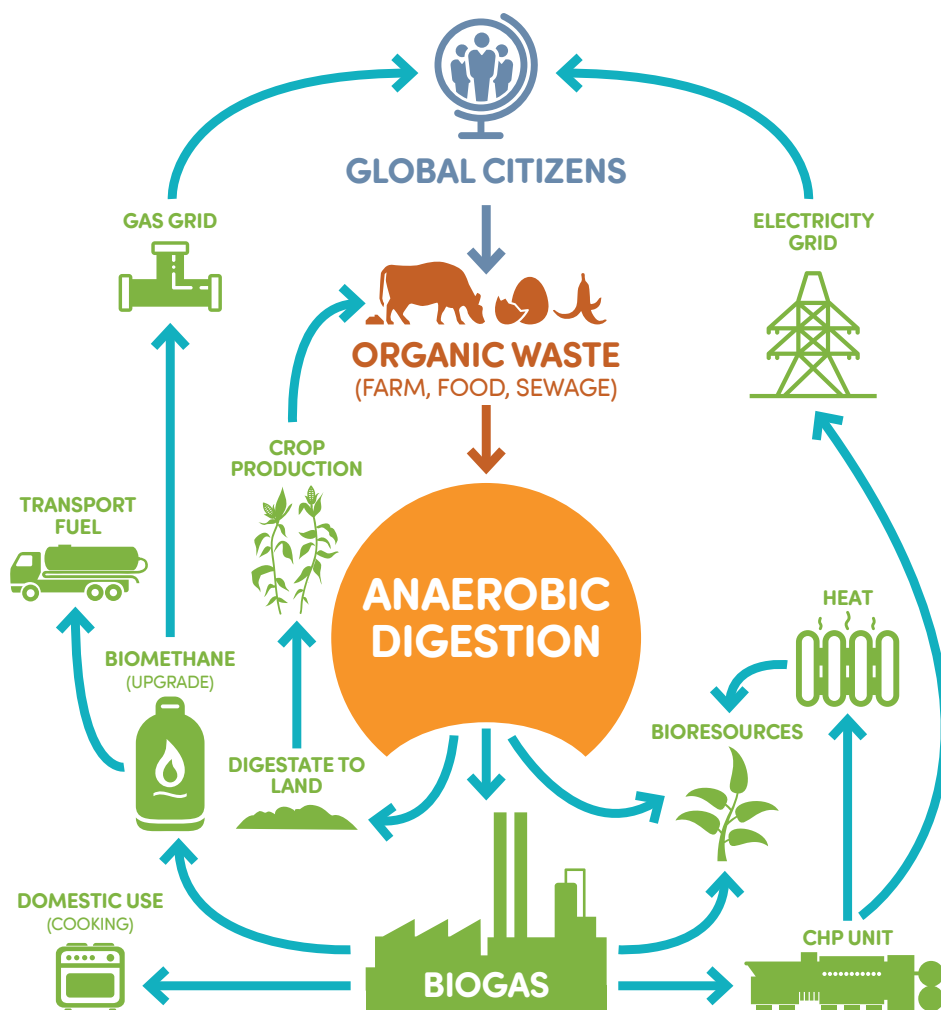 GLOBAL CITIZENS
GAS GRID
ELECTRICITY
GRID
ORGANIC WASTE
(FARM, FOOD, SEWAGE)
CROP
PRODUCTION
TRANSPORT
FUEL
ANAEROBIC
DIGESTION
HEAT
BIOMETHANE
(UPGRADE)
BIORESOURCES
DIGESTATE TO
LAND
DOMESTIC USE
(COOKING)
CHP UNIT
BIOGAS